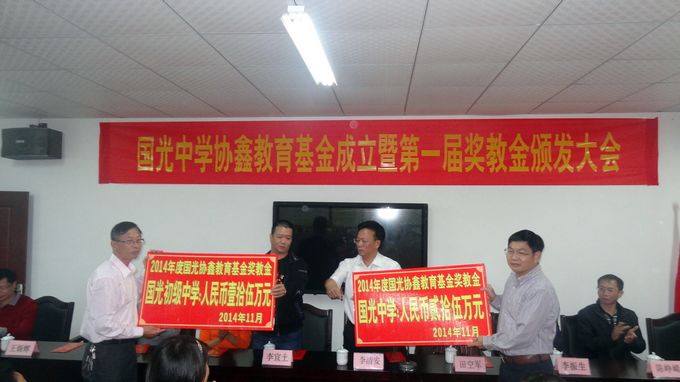 国光中学协鑫教育基金成立暨第一届奖教金颁发大会
2014年度国光协鑫教育基金奖教金
国光初级中学:人民币壹拾伍万元
2014年11月
2014年度国光协鑫教育基金奖教金
国光中学:人民币贰拾伍万元
2014年11月
李宜土
李清安
田空军
李振生
陈峥嵘